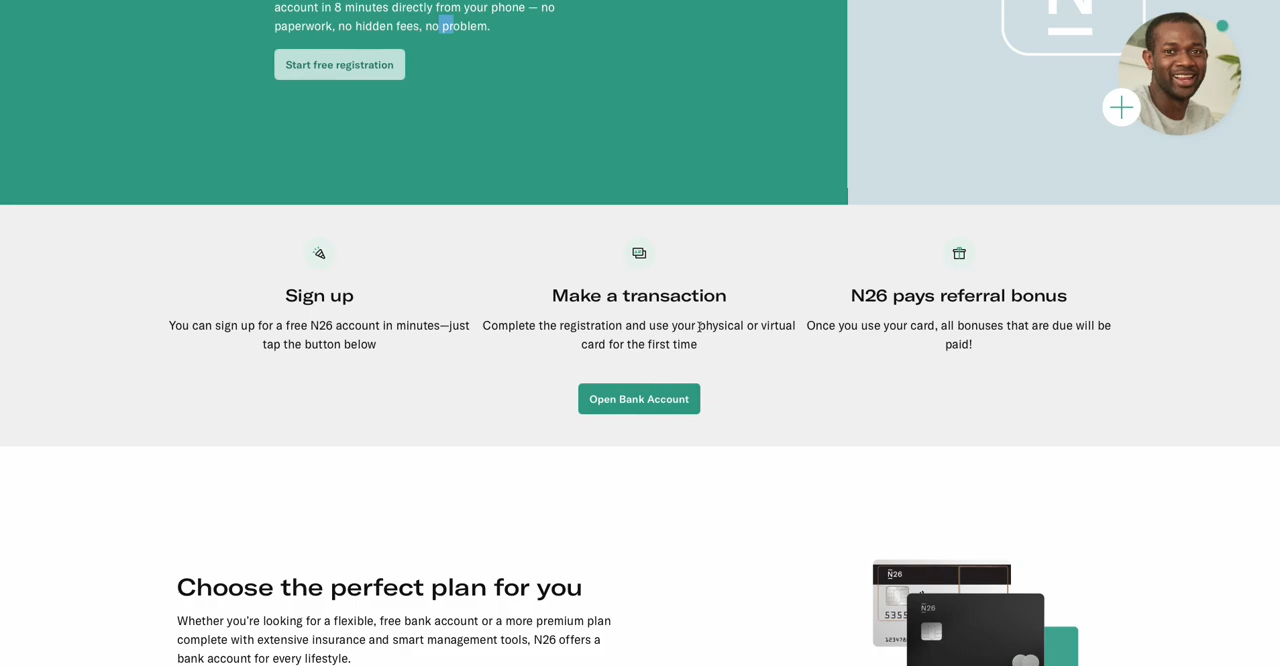 account in 8 minutes directly from your phone — no
paperwork, no hidden fees, no problem.
Start free registration
N
Sign up
You can sign up for a free N26 account in minutes—just
tap the button below
Make a transaction
Complete the registration and use your physical or virtual
card for the first time
N26 pays referral bonus
Once you use your card, all bonuses that are due will be
paid!
Open Bank Account
Choose the perfect plan for you
Whether you're looking for a flexible, free bank account or a more premium plan
complete with extensive insurance and smart management tools, N26 offers a
bank account for every lifestyle.
N26
5355
N26